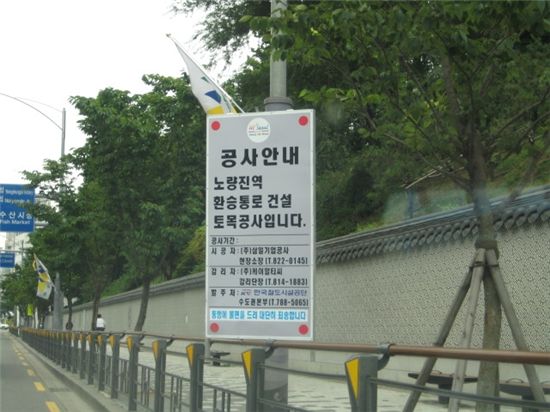 Hi Seoul
공사안내
노량진역
환승통로 건설
토목공사입니다.
공사기간 :
시 공 자 : (주)삼일기업공사
현장소장 (T.822-0145)
감 리 자 : (주)케이알티씨
감리단장 (T.814-1883)
발 주 처 : 한국철도시설공단
수도권본부 (T.788-5065)
통행에 불편을 드려 대단히 죄송합니다
수산시장
Fish Market